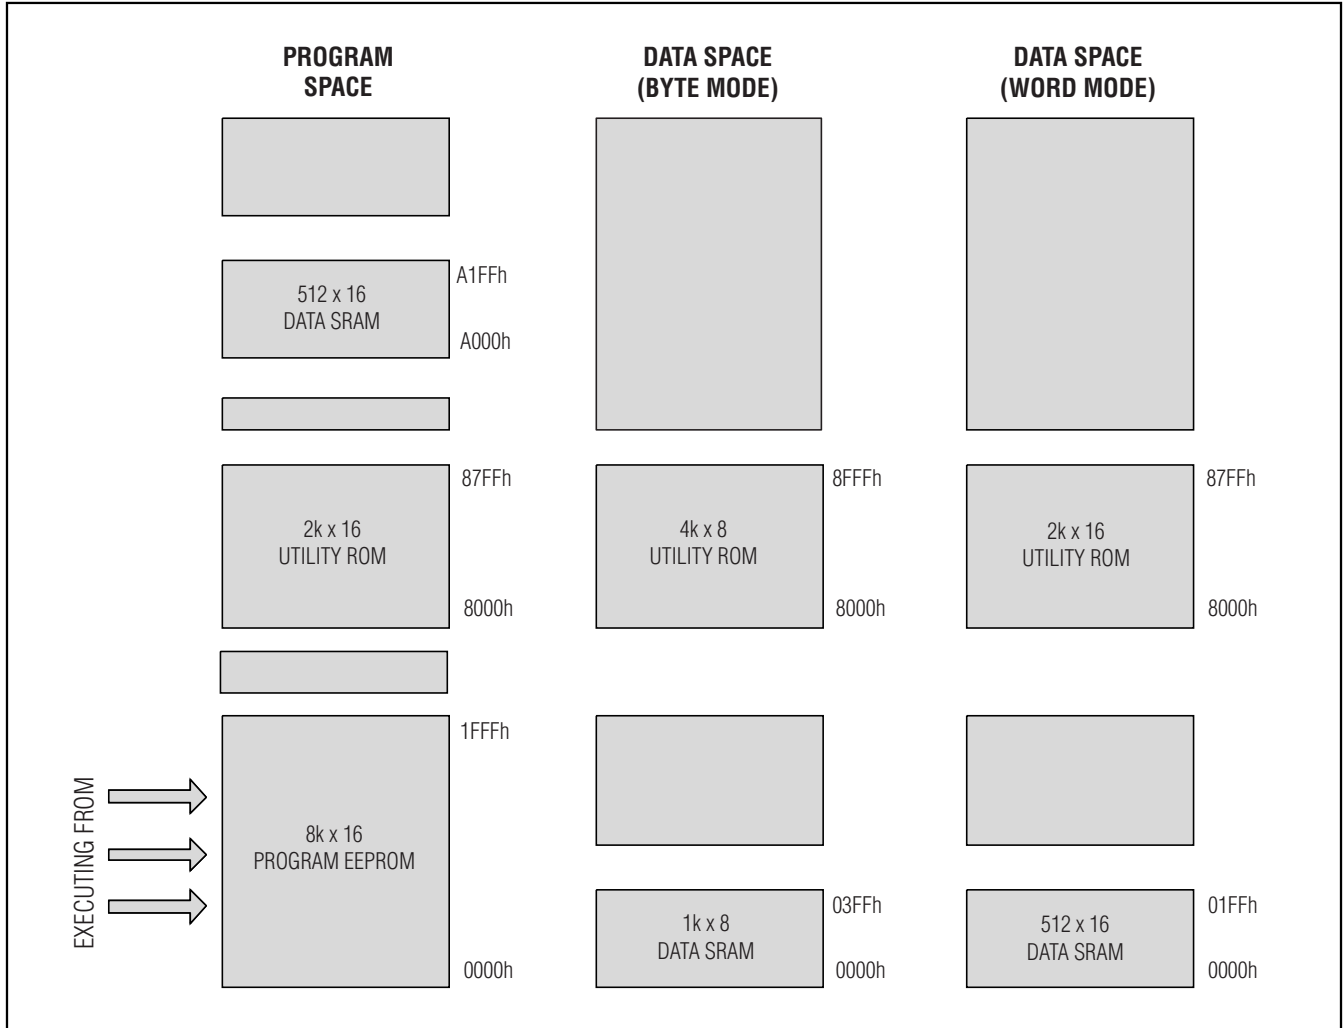 PROGRAM
SPACE
DATA SPACE
(BYTE MODE)
DATA SPACE
(WORD MODE)
A1FFh
512 x 16
DATA SRAM
A000h
87FFh
2k x 16
UTILITY ROM
8000h
8FFFh
4k x 8
UTILITY ROM
8000h
87FFh
2k x 16
UTILITY ROM
8000h
1FFFh
EXECUTING FROM
8k x 16
PROGRAM EEPROM
0000h
03FFh
1k x 8
DATA SRAM
0000h
01FFh
512 x 16
DATA SRAM
0000h